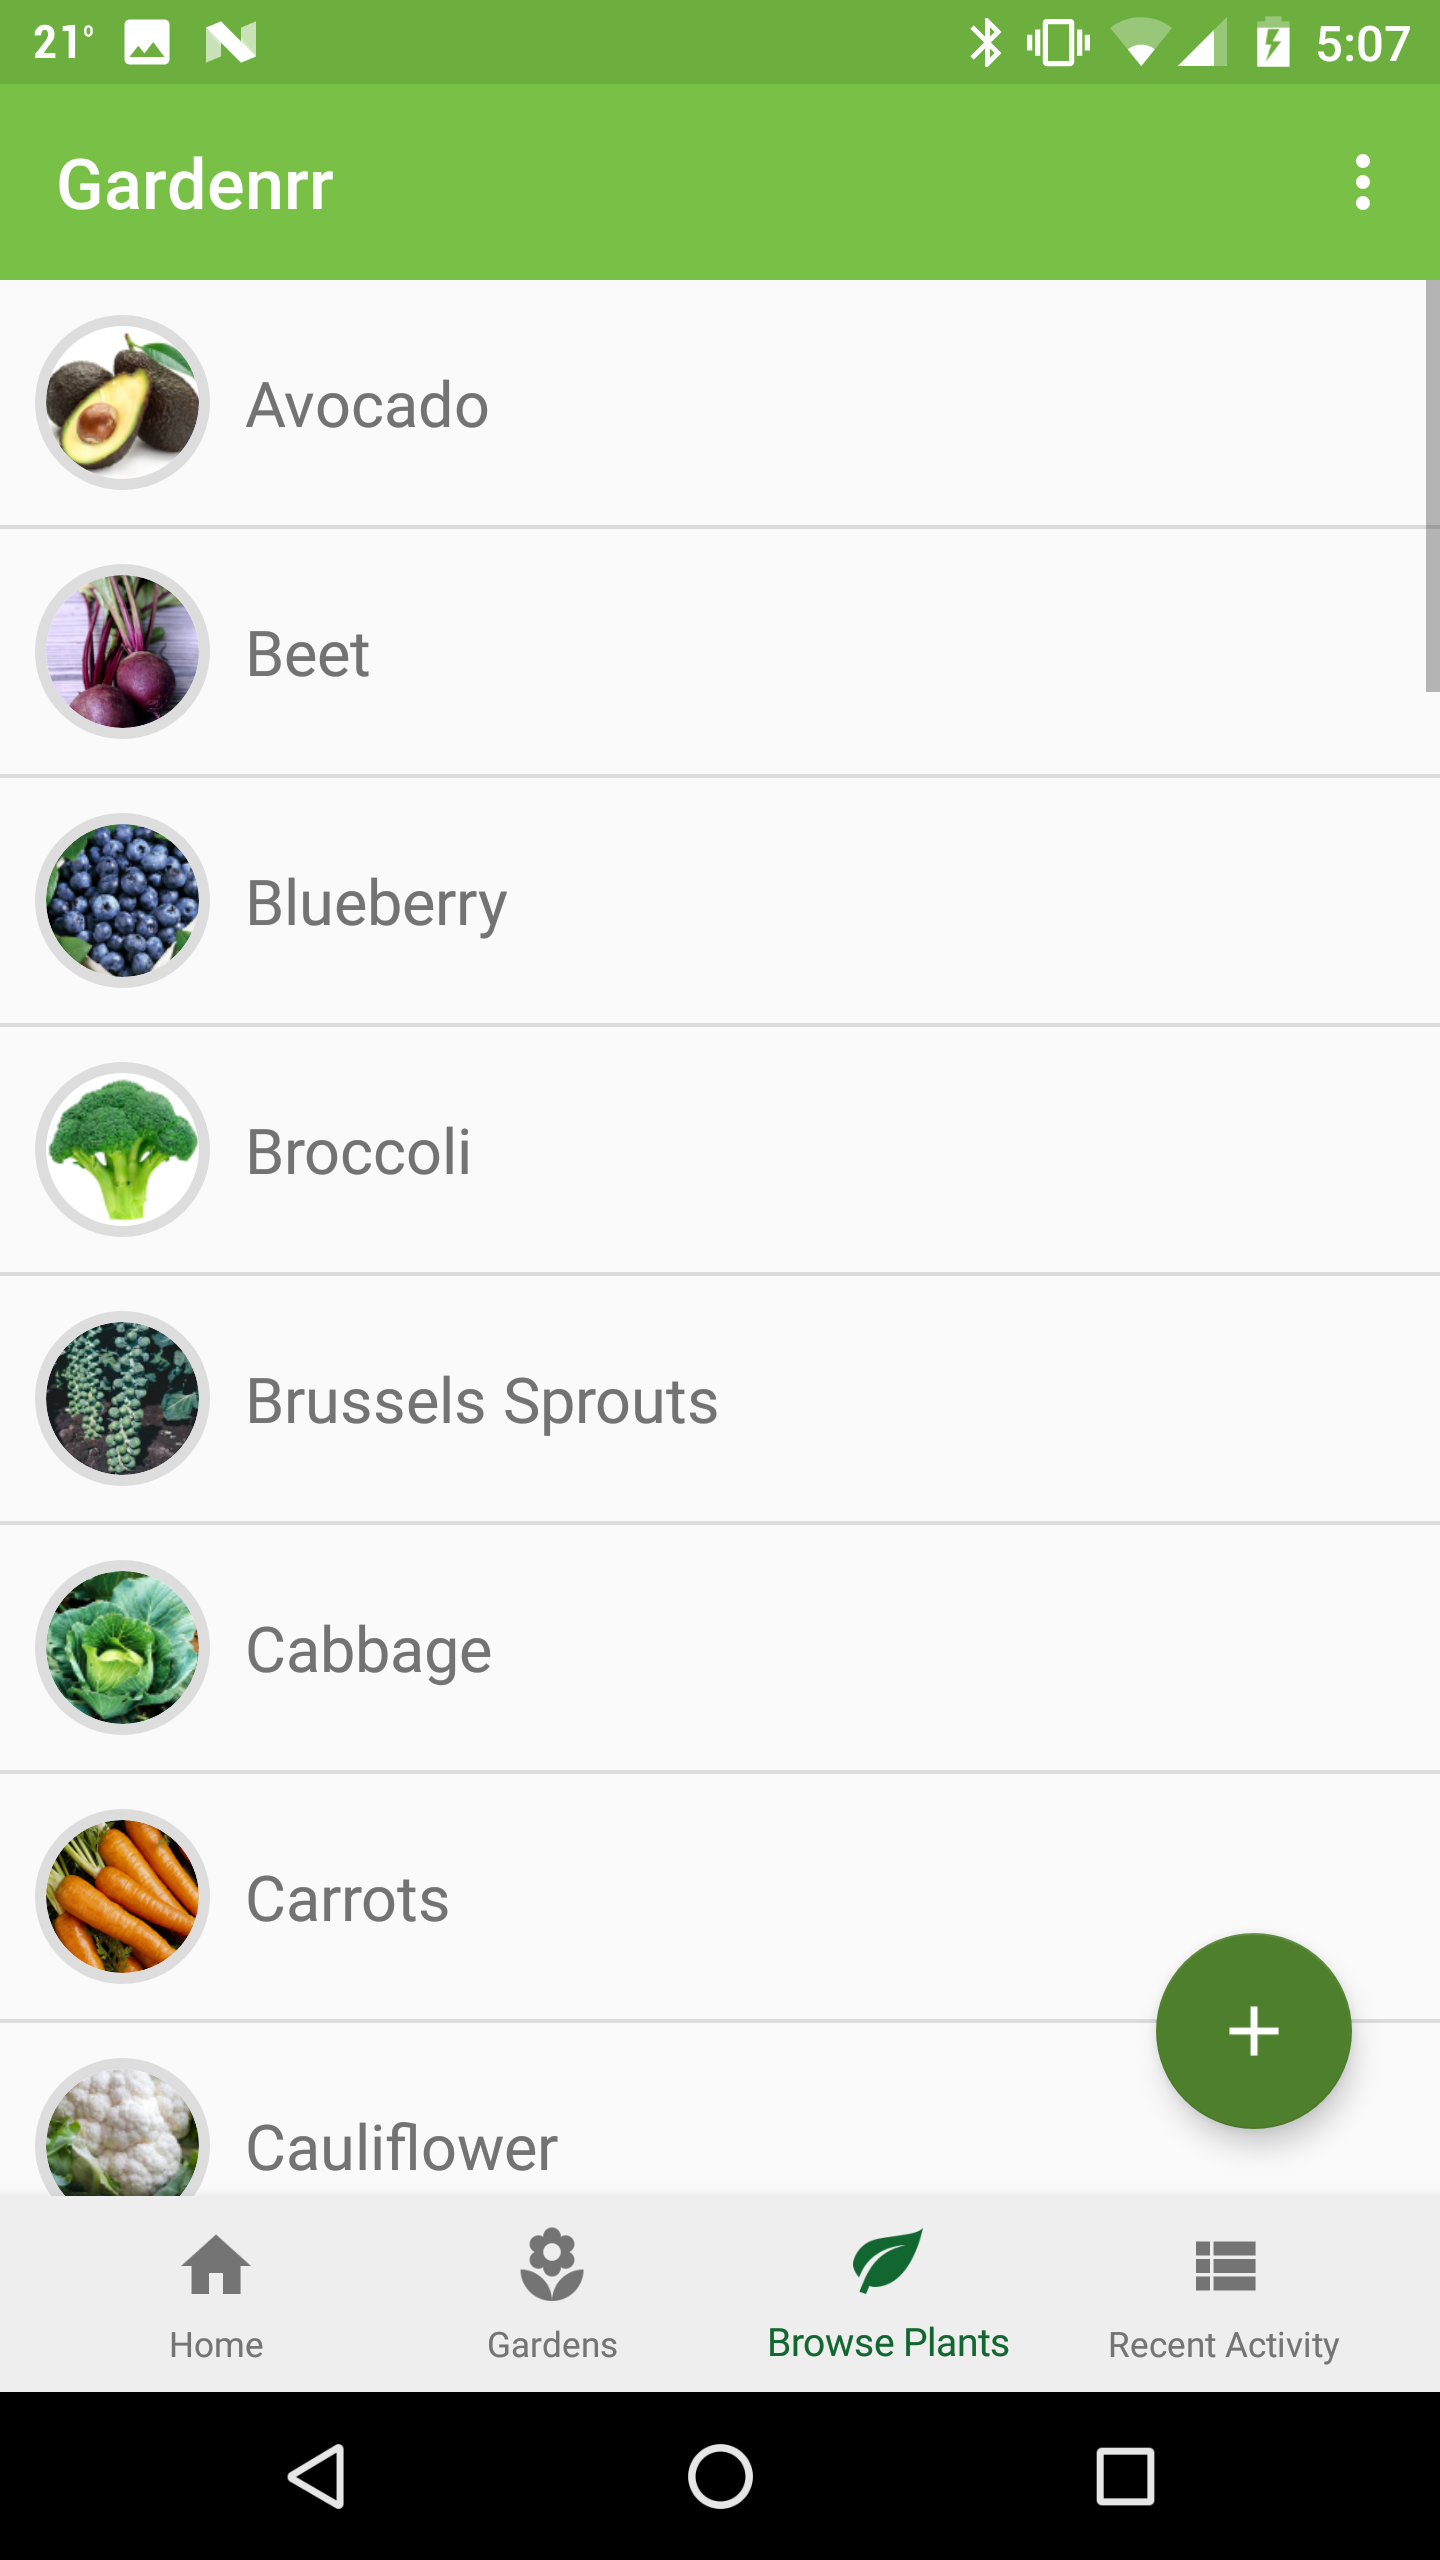 21° 5:07
Gardenrr
Avocado
Beet
Blueberry
Broccoli
Brussels Sprouts
Cabbage
Carrots
Cauliflower
Home Gardens Browse Plants Recent Activity